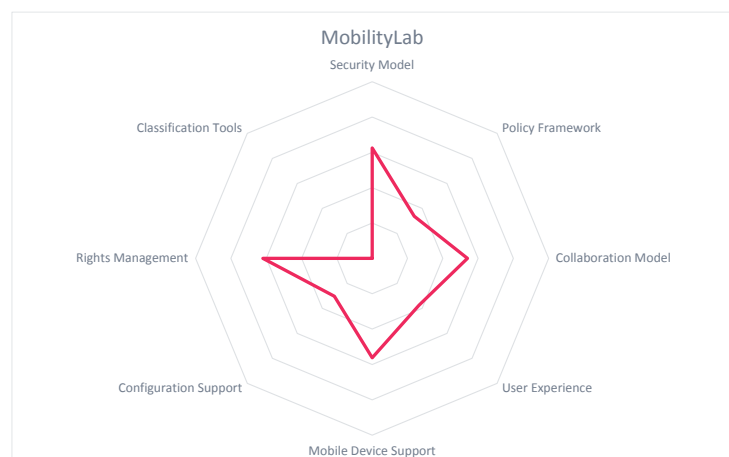 MobilityLab
Security Model
Classification Tools
Policy Framework
Rights Management
Collaboration Model
Configuration Support
User Experience
Mobile Device Support